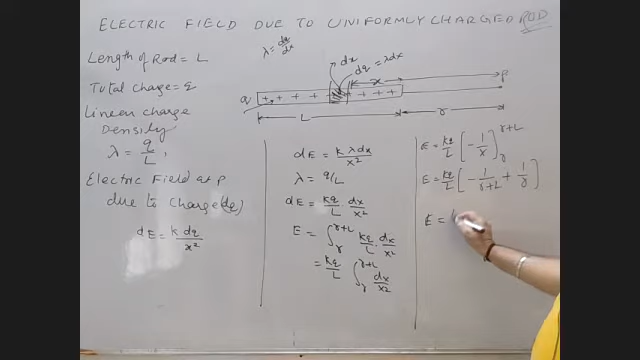 ELECTRIC FIELD DUE TO UNIFORMLY CHARGED ROD
Length of Rod = L
Total Charge = q
Linear charge
Density
λ = q/L,
Electric Field at P
due to Charge (de)
dE = k dq/x²
λ = dq/dx
dx
dq = λdx
x
P
+ + + + + + + + +
L
r
dE = k λ dx/x²
λ = q/L
dE = kq/L · dx/x²
E = ∫_r^{r+L} kq/L · dx/x²
= kq/L ∫_r^{r+L} dx/x²
E = kq/L [-1/x]_r^{r+L}
E = kq/L [-1/(r+L) + 1/r]
E =